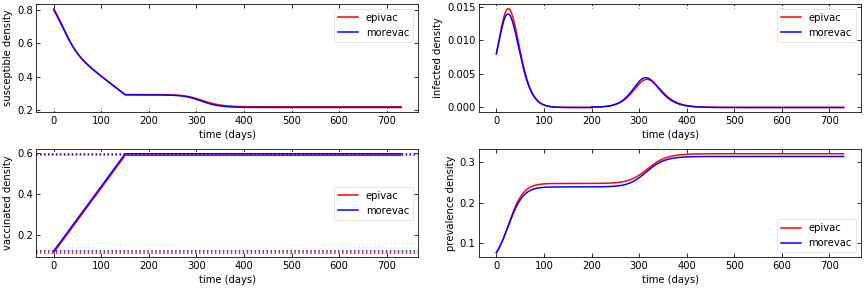 susceptible density
0.8
0.6
0.4
0.2
0 100 200 300 400 500 600 700
time (days)
epivac
morevac
infected density
0.015
0.010
0.005
0.000
0 100 200 300 400 500 600 700
time (days)
epivac
morevac
vaccinated density
0.6
0.4
0.2
0 100 200 300 400 500 600 700
time (days)
epivac
morevac
prevalence density
0.3
0.2
0.1
0 100 200 300 400 500 600 700
time (days)
epivac
morevac